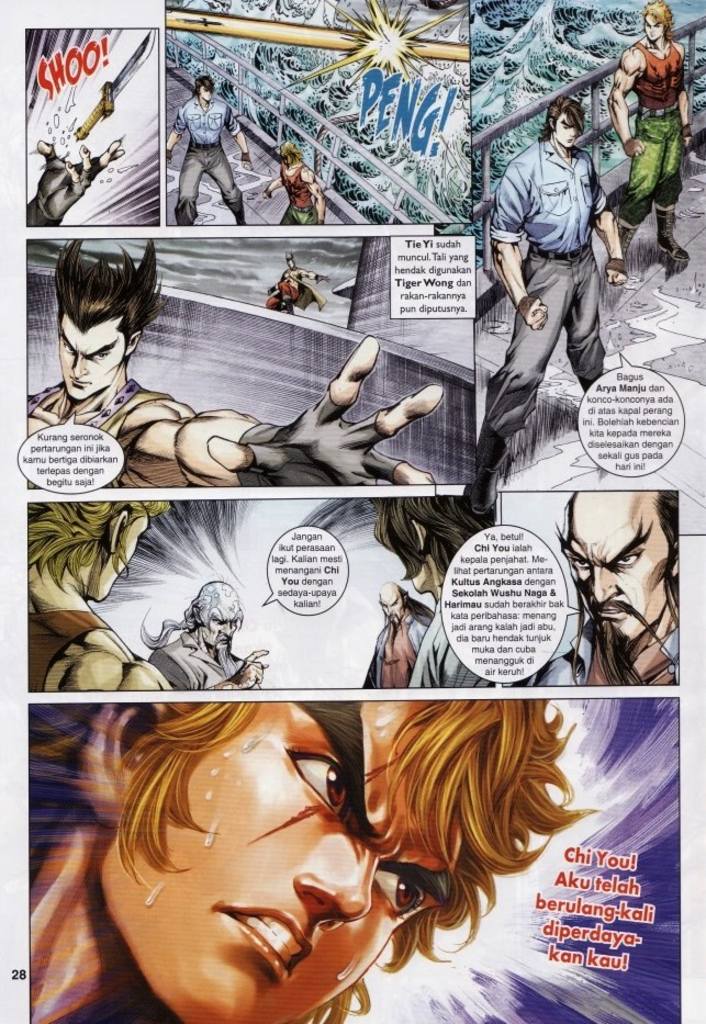 SHOO!
PENG!
Tie Yi sudah
muncul. Tali yang
hendak digunakan
Tiger Wong dan
rakan-rakannya
pun diputusnya.
Kurang seronok
pertarungan ini jika
kamu bertiga dibiarkan
terlepas dengan
begitu saja!
Bagus
Arya Manju dan
konco-konconya ada
di atas kapal perang
ini. Bolehlah kebencian
kita kepada mereka
diselesaikan dengan
sekali gus pada
hari ini!
Jangan
ikut perasaan
lagi. Kalian mesti
menangani Chi
You dengan
sedaya-upaya
kalian!
Ya, betul!
Chi You ialah
kepala penjahat. Me-
lihat pertarungan antara
Kultus Angkasa dengan
Sekolah Wushu Naga &
Harimau sudah berakhir bak
kata peribahasa: menang
jadi arang kalah jadi abu,
dia baru hendak tunjuk
muka dan cuba
menangguk di
air keruh!
Chi You!
Aku telah
berulang-kali
diperdaya-
kan kau!
28